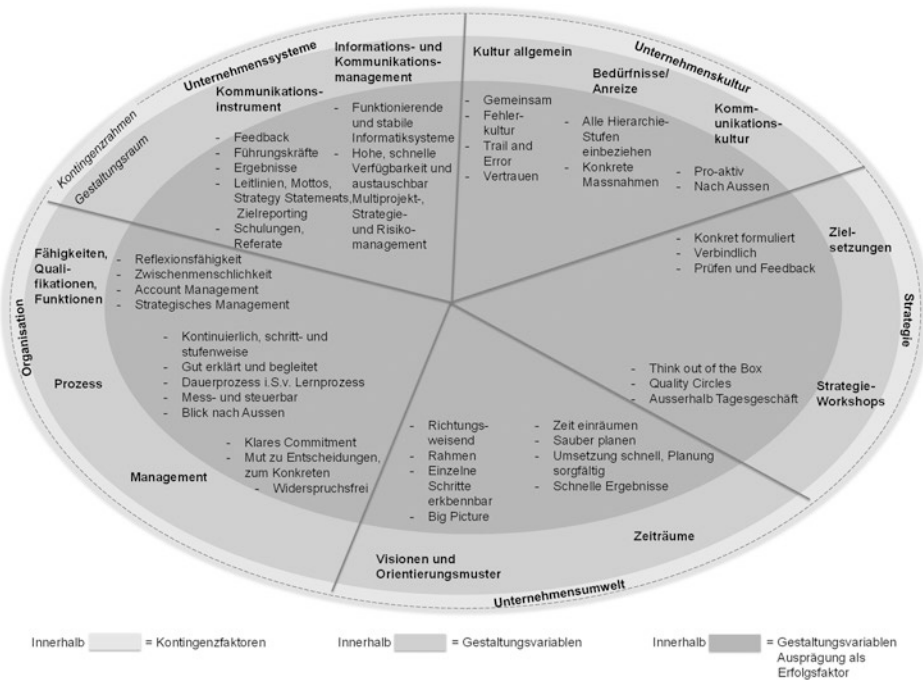 Kontingenzrahmen
Gestaltungsraum
Unternehmenssysteme
Kommunikations-
instrument
- Feedback
- Führungskräfte
- Ergebnisse
- Leitlinien, Mottos,
Strategy Statements,
Zielreporting
- Schulungen,
Referate
Informations- und
Kommunikations-
management
- Funktionierende
und stabile
Informatiksysteme
- Hohe, schnelle
Verfügbarkeit und
austauschbar
- Multiprojekt-,
Strategie-
und Risiko-
management
Unternehmenskultur
Kultur allgemein
- Gemeinsam
- Fehler-
kultur
- Trail and
Error
- Vertrauen
Bedürfnisse/
Anreize
- Alle Hierarchie-
Stufen
einbeziehen
- Konkrete
Massnahmen
Komm-
unikations-
kultur
- Pro-aktiv
- Nach Aussen
Strategie
Ziel-
setzungen
- Konkret formuliert
- Verbindlich
- Prüfen und Feedback
Strategie-
Workshops
- Think out of the Box
- Quality Circles
- Ausserhalb Tagesgeschäft
Organisation
Fähigkeiten,
Quali-
fikationen,
Funktionen
- Reflexionsfähigkeit
- Zwischenmenschlichkeit
- Account Management
- Strategisches Management
Prozess
- Kontinuierlich, schritt- und
stufenweise
- Gut erklärt und begleitet
- Dauerprozess i.S.v. Lernprozess
- Mess- und steuerbar
- Blick nach Aussen
Management
- Klares Commitment
- Mut zu Entscheidungen,
zum Konkreten
- Widerspruchsfrei
Unternehmensumwelt
Visionen und
Orientierungsmuster
- Richtungs-
weisend
- Rahmen
- Einzelne
Schritte
erkbennbar
- Big Picture
Zeiträume
- Zeit einräumen
- Sauber planen
- Umsetzung schnell, Planung
sorgfältig
- Schnelle Ergebnisse
Innerhalb = Kontingenzfaktoren
Innerhalb = Gestaltungsvariablen
Innerhalb = Gestaltungsvariablen
Ausprägung als
Erfolgsfaktor